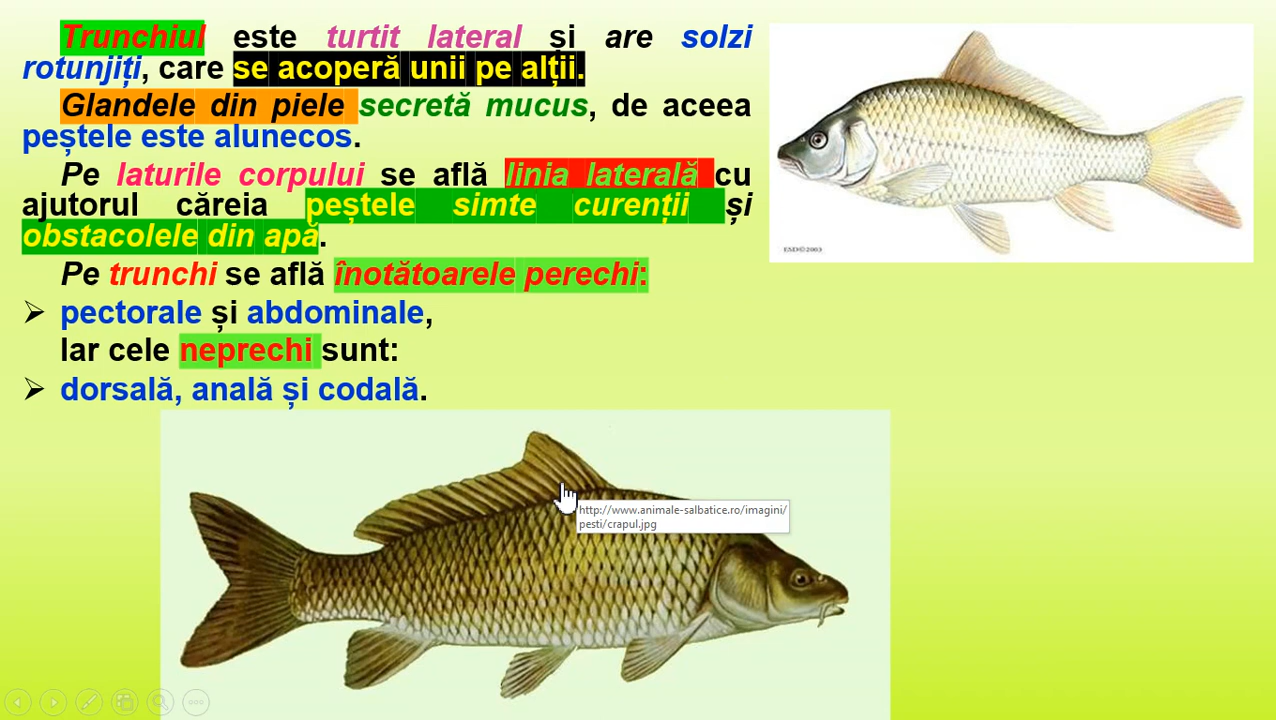 Trunchiul este turtit lateral și are solzi
rotunjiți, care se acoperă unii pe alții.
Glandele din piele secretă mucus, de aceea
peștele este alunecos.
Pe laturile corpului se află linia laterală cu
ajutorul căreia peștele simte curenții și
obstacolele din apă.
Pe trunchi se află înotătoarele perechi:
➢ pectorale și abdominale,
Iar cele neprechi sunt:
➢ dorsală, anală și codală.
ESD©2003
http://www.animale-salbatice.ro/imagini/
pesti/crapul.jpg